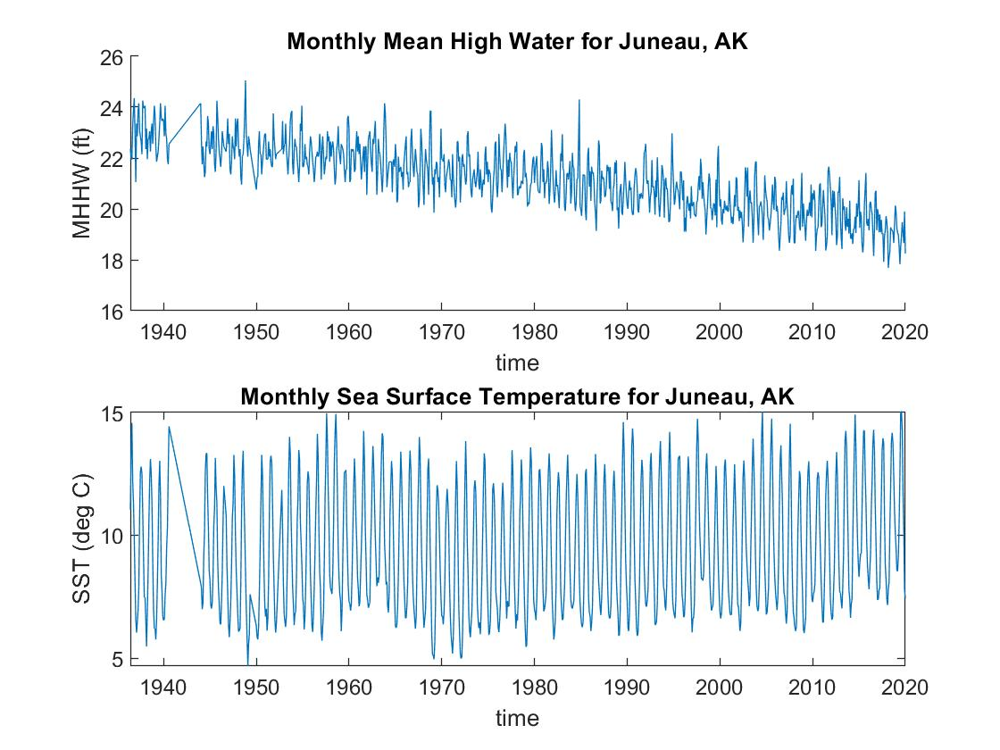 Monthly Mean High Water for Juneau, AK
26
24
22
20
18
16
MHHW (ft)
1940 1950 1960 1970 1980 1990 2000 2010 2020
time
Monthly Sea Surface Temperature for Juneau, AK
15
10
5
SST (deg C)
1940 1950 1960 1970 1980 1990 2000 2010 2020
time